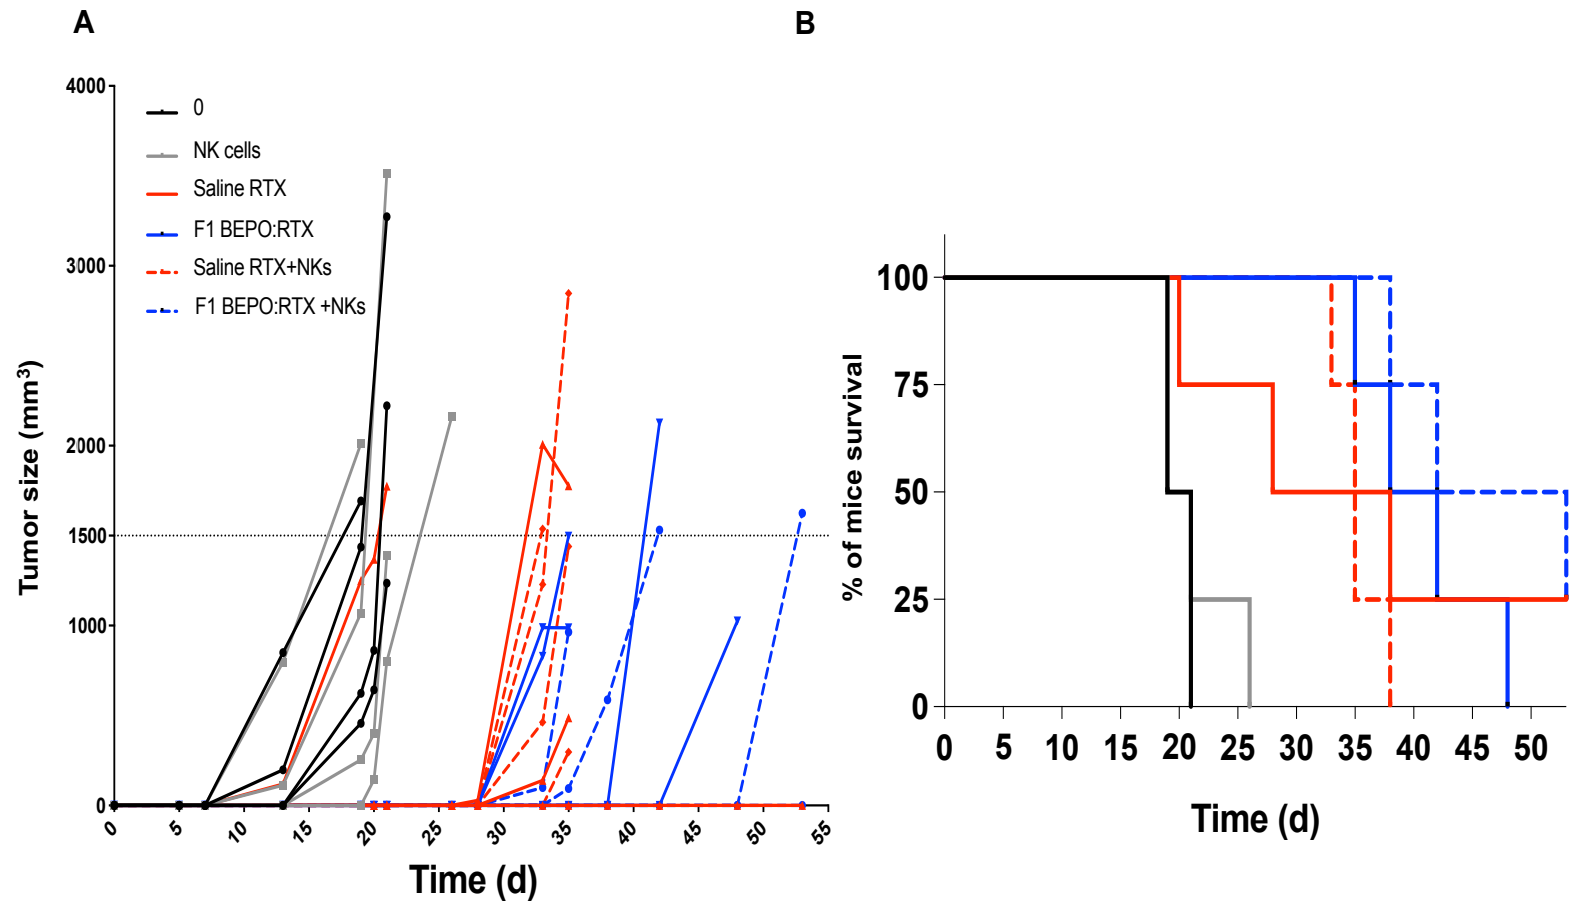 A
B
4000
3000
2000
1500
1000
0
Tumor size (mm³)
0
NK cells
Saline RTX
F1 BEPO:RTX
Saline RTX+NKs
F1 BEPO:RTX +NKs
0 5 10 15 20 25 30 35 40 45 50 55
Time (d)
% of mice survival
100
75
50
25
0
0 5 10 15 20 25 30 35 40 45 50
Time (d)